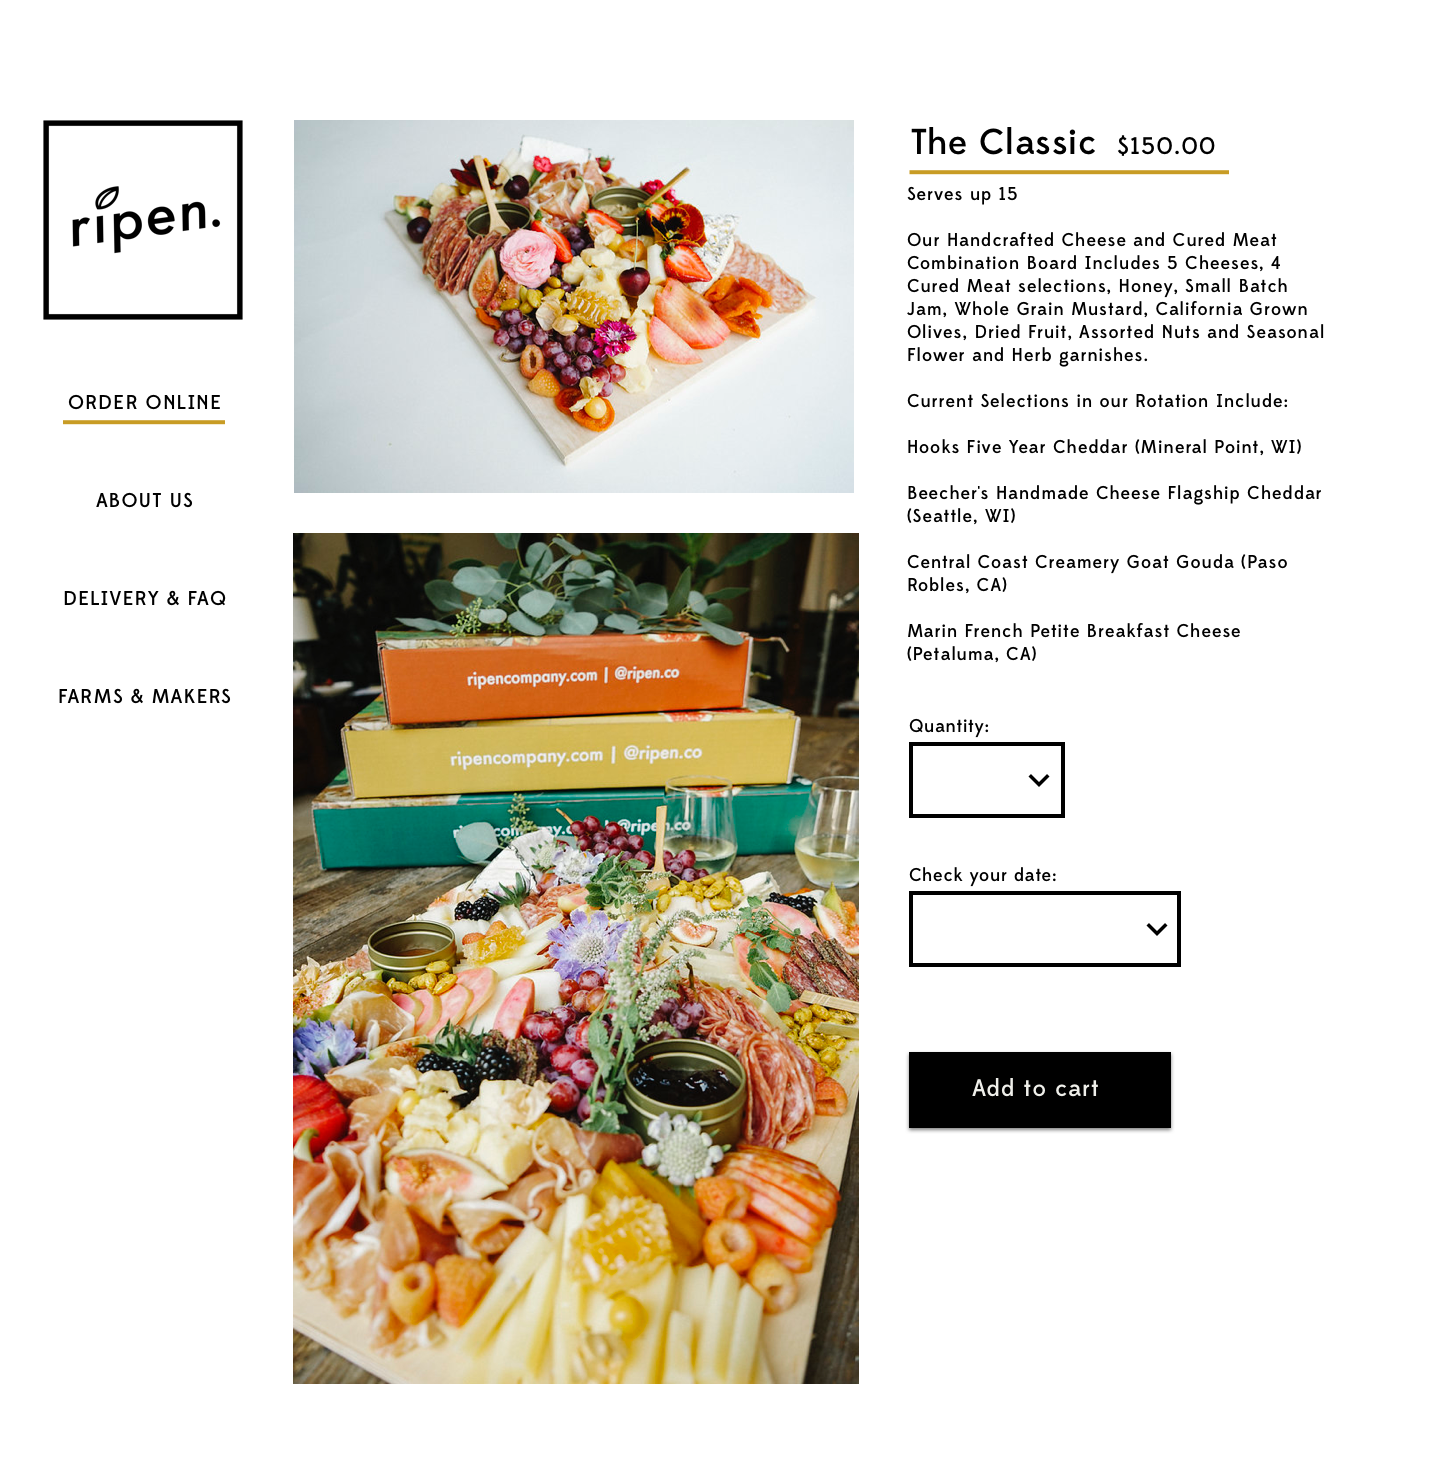 ripen.
ORDER ONLINE
ABOUT US
DELIVERY & FAQ
FARMS & MAKERS
ripencompany.com | @ripen.co
ripencompany.com | @ripen.co
@ripen.co
The Classic $150.00
Serves up 15
Our Handcrafted Cheese and Cured Meat
Combination Board Includes 5 Cheeses, 4
Cured Meat selections, Honey, Small Batch
Jam, Whole Grain Mustard, California Grown
Olives, Dried Fruit, Assorted Nuts and Seasonal
Flower and Herb garnishes.
Current Selections in our Rotation Include:
Hooks Five Year Cheddar (Mineral Point, WI)
Beecher's Handmade Cheese Flagship Cheddar
(Seattle, WI)
Central Coast Creamery Goat Gouda (Paso
Robles, CA)
Marin French Petite Breakfast Cheese
(Petaluma, CA)
Quantity:
Check your date:
Add to cart